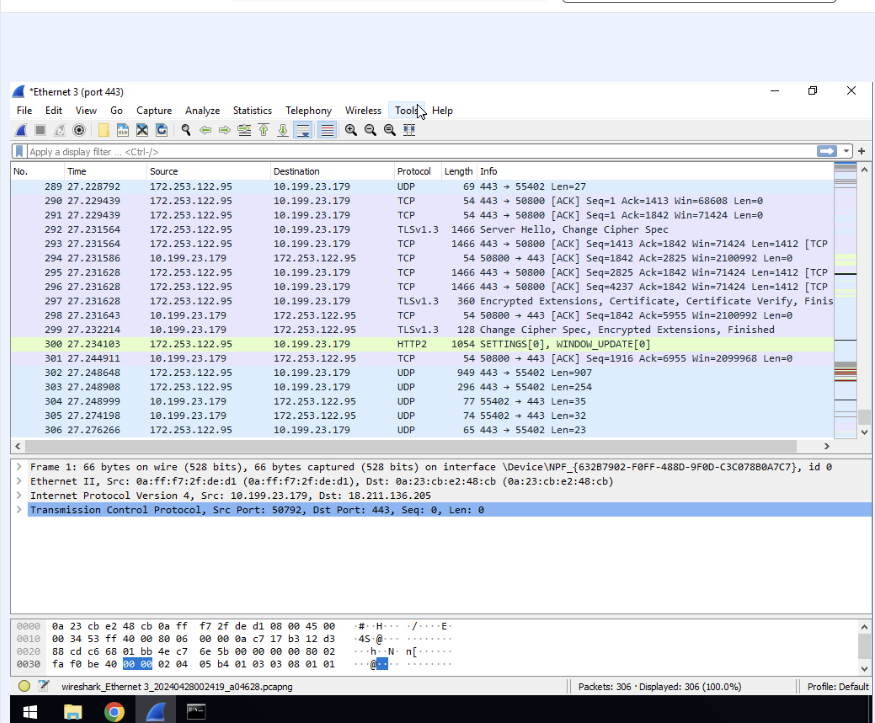 *Ethernet 3 (port 443)
File Edit View Go Capture Analyze Statistics Telephony Wireless Tools Help
Apply a display filter ... <Ctrl-/>
No. Time Source Destination Protocol Length Info
289 27.228792 172.253.122.95 10.199.23.179 UDP 69 443 → 55402 Len=27
290 27.229439 172.253.122.95 10.199.23.179 TCP 54 443 → 50800 [ACK] Seq=1 Ack=1413 Win=68608 Len=0
291 27.229439 172.253.122.95 10.199.23.179 TCP 54 443 → 50800 [ACK] Seq=1 Ack=1842 Win=71424 Len=0
292 27.231564 172.253.122.95 10.199.23.179 TLSv1.3 1466 Server Hello, Change Cipher Spec
293 27.231564 172.253.122.95 10.199.23.179 TCP 1466 443 → 50800 [ACK] Seq=1413 Ack=1842 Win=71424 Len=1412 [TCP
294 27.231586 10.199.23.179 172.253.122.95 TCP 54 50800 → 443 [ACK] Seq=1842 Ack=2825 Win=2100992 Len=0
295 27.231628 172.253.122.95 10.199.23.179 TCP 1466 443 → 50800 [ACK] Seq=2825 Ack=1842 Win=71424 Len=1412 [TCP
296 27.231628 172.253.122.95 10.199.23.179 TCP 1466 443 → 50800 [ACK] Seq=4237 Ack=1842 Win=71424 Len=1412 [TCP
297 27.231628 172.253.122.95 10.199.23.179 TLSv1.3 360 Encrypted Extensions, Certificate, Certificate Verify, Finis
298 27.231643 10.199.23.179 172.253.122.95 TCP 54 50800 → 443 [ACK] Seq=1842 Ack=5955 Win=2100992 Len=0
299 27.232214 10.199.23.179 172.253.122.95 TLSv1.3 128 Change Cipher Spec, Encrypted Extensions, Finished
300 27.234103 172.253.122.95 10.199.23.179 HTTP2 1054 SETTINGS[0], WINDOW_UPDATE[0]
301 27.244911 10.199.23.179 172.253.122.95 TCP 54 50800 → 443 [ACK] Seq=1916 Ack=6955 Win=2099968 Len=0
302 27.248648 172.253.122.95 10.199.23.179 UDP 949 443 → 55402 Len=907
303 27.248908 172.253.122.95 10.199.23.179 UDP 296 443 → 55402 Len=254
304 27.248999 10.199.23.179 172.253.122.95 UDP 77 55402 → 443 Len=35
305 27.274198 10.199.23.179 172.253.122.95 UDP 74 55402 → 443 Len=32
306 27.276266 172.253.122.95 10.199.23.179 UDP 65 443 → 55402 Len=23
Frame 1: 66 bytes on wire (528 bits), 66 bytes captured (528 bits) on interface \Device\NPF_{632B7902-F0FF-488D-9F0D-C3C078B0A7C7}, id 0
Ethernet II, Src: 0a:ff:f7:2f:de:d1 (0a:ff:f7:2f:de:d1), Dst: 0a:23:cb:e2:48:cb (0a:23:cb:e2:48:cb)
Internet Protocol Version 4, Src: 10.199.23.179, Dst: 18.211.136.205
Transmission Control Protocol, Src Port: 50792, Dst Port: 443, Seq: 0, Len: 0
0000 0a 23 cb e2 48 cb 0a ff f7 2f de d1 08 00 45 00 ·#··H··· ·/····E·
0010 00 34 53 ff 40 00 80 06 00 00 0a c7 17 b3 12 d3 ·4S·@··· ········
0020 88 cd c6 68 01 bb 4e c7 6e 5b 00 00 00 00 80 02 ···h··N· n[······
0030 fa f0 be 40 00 00 02 04 05 b4 01 03 03 08 01 01 ···@···· ········
wireshark_Ethernet 3_20240428002419_a04628.pcapng Packets: 306 · Displayed: 306 (100.0%) Profile: Default